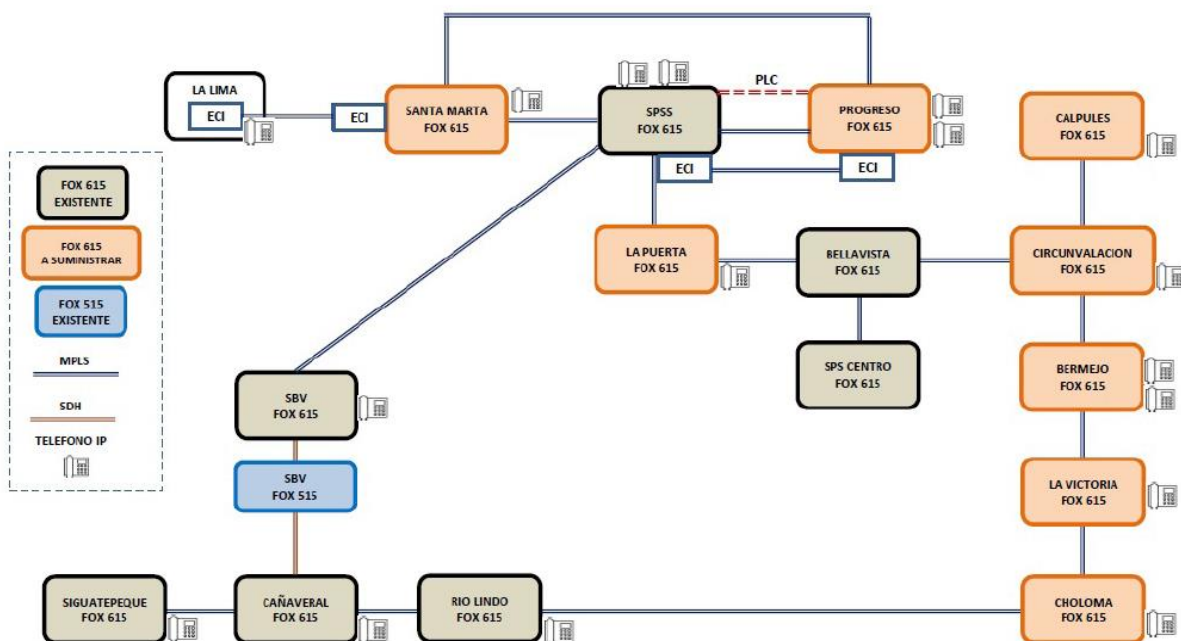 LA LIMA
ECI
ECI
SANTA MARTA
FOX 615
SPSS
FOX 615
PLC
PROGRESO
FOX 615
CALPULES
FOX 615
ECI
ECI
FOX 615
EXISTENTE
FOX 615
A SUMINISTRAR
FOX 515
EXISTENTE
MPLS
SDH
TELEFONO IP
LA PUERTA
FOX 615
BELLAVISTA
FOX 615
CIRCUNVALACION
FOX 615
SPS CENTRO
FOX 615
BERMEJO
FOX 615
SBV
FOX 615
SBV
FOX 515
LA VICTORIA
FOX 615
SIGUATEPEQUE
FOX 615
CAÑAVERAL
FOX 615
RIO LINDO
FOX 615
CHOLOMA
FOX 615